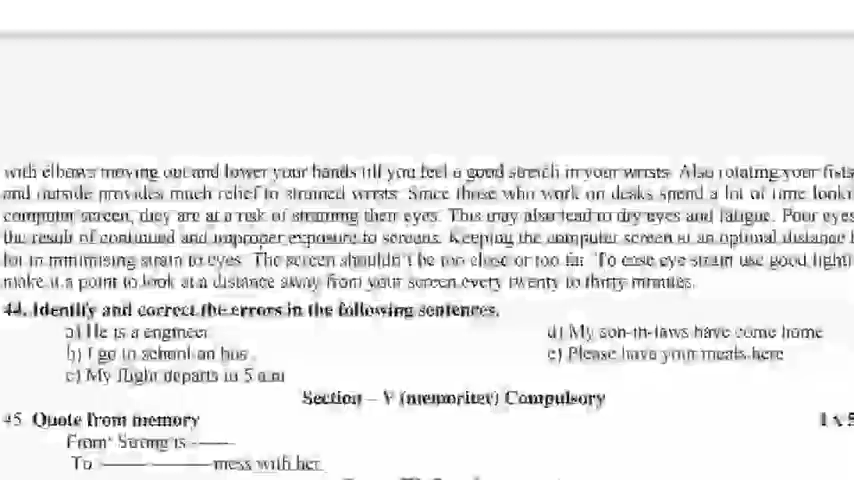 with elbows moving out and lower your hands till you feel a good stretch in your wrists. Also rotating your fists
and outside provides much relief to strained wrists. Since those who work on desks spend a lot of time looki
computer screen, they are at a risk of straining their eyes. This may also lead to dry eyes and fatigue. Poor eyes
the result of continued and improper exposure to screens. Keeping the computer screen at an optimal distance
lot in minimising strain to eyes. The screen shouldn't be too close or too far. To ease eye strain use good light
make it a point to look at a distance away from your screen every twenty to thirty minutes.
44. Identify and correct the errors in the following sentences.
a) He is a engineer
d) My son-in-laws have come home
b) I go to school on bus.
e) Please have your meals here
c) My flight departs in 5 a.m
Section – V (memoriter) Compulsory
45. Quote from memory
1 x 5
From' Strong is ——
To ——— ———mess with her.